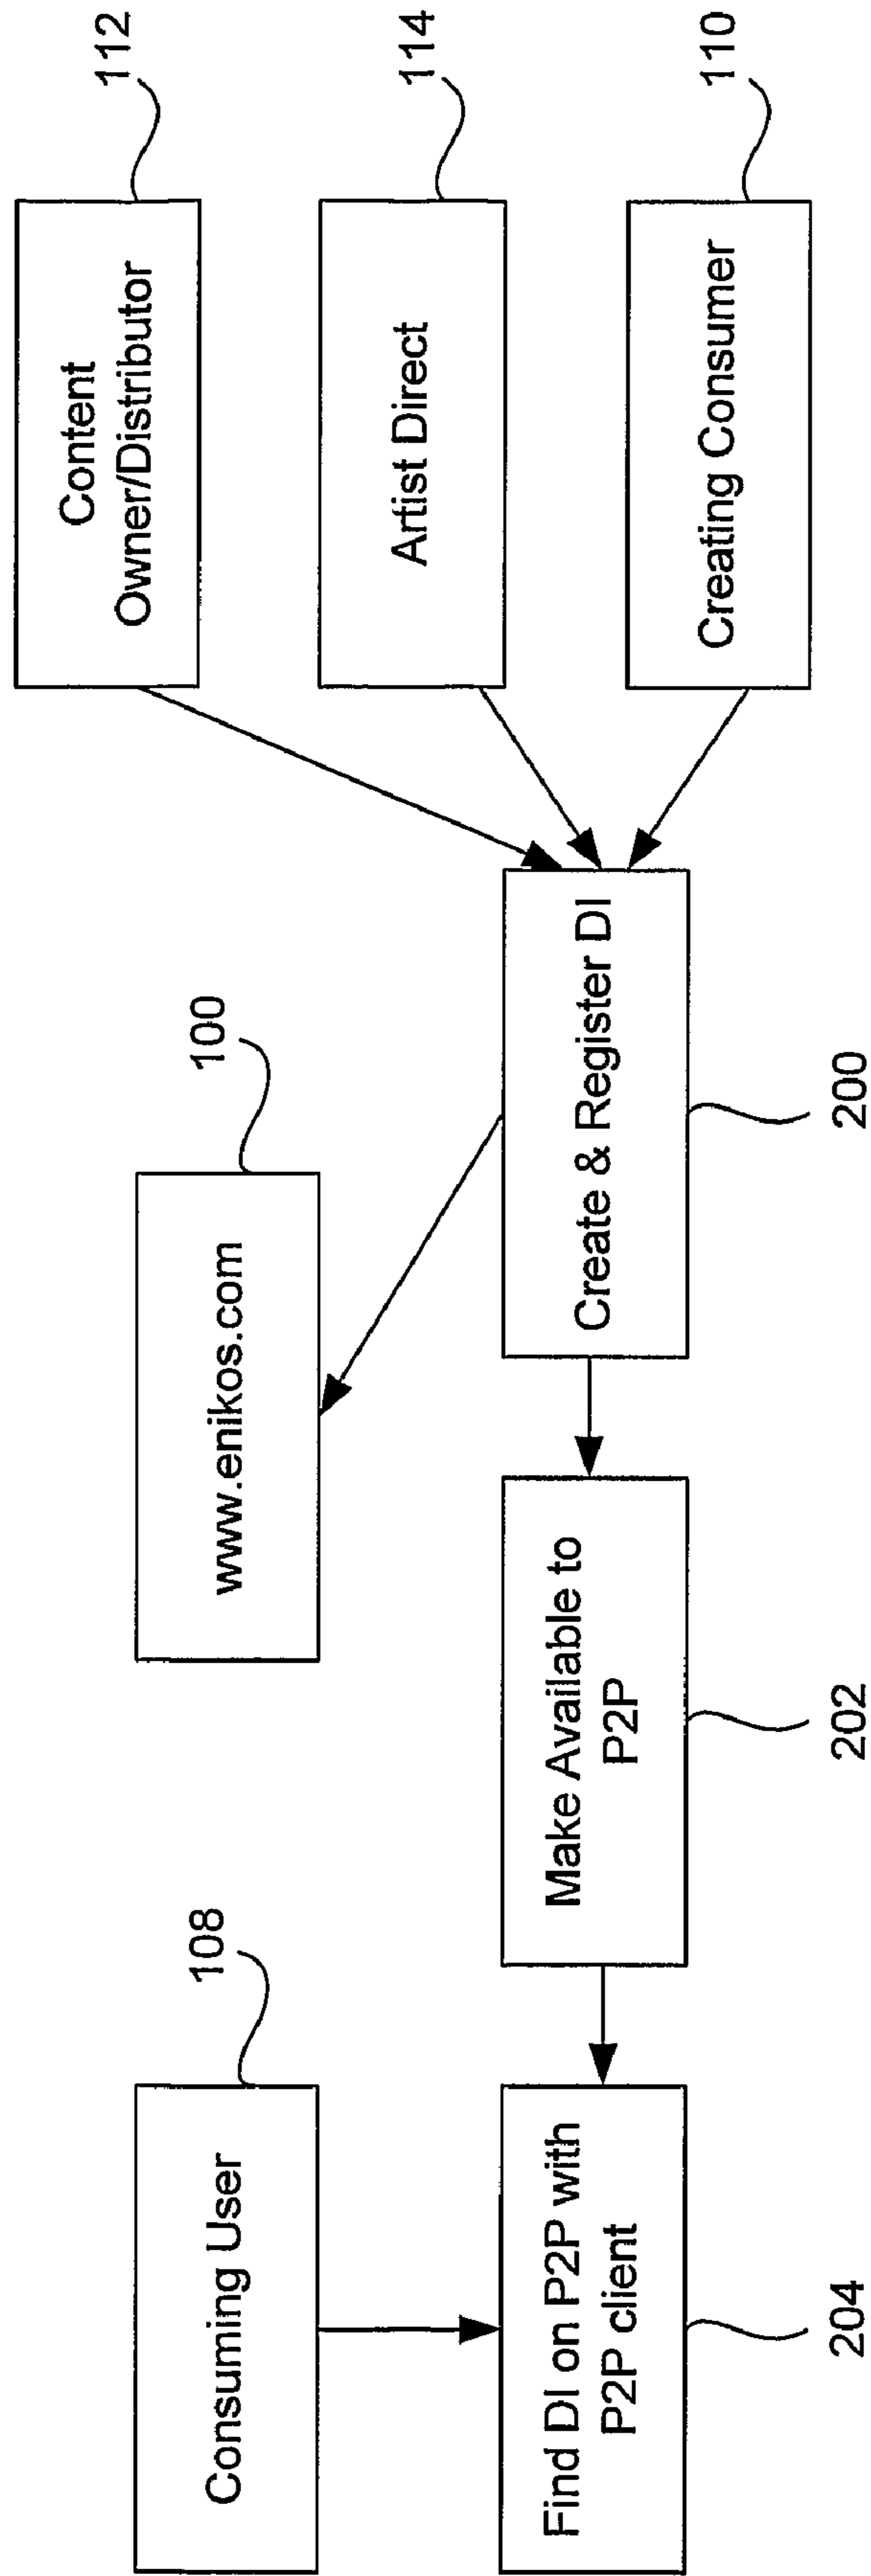 112
Content
Owner/Distributor
108
100
Consuming User
www.enikos.com
114
Artist Direct
Find DI on P2P with
P2P client
Make Available to
P2P
Create & Register DI
110
Creating Consumer
204
202
200